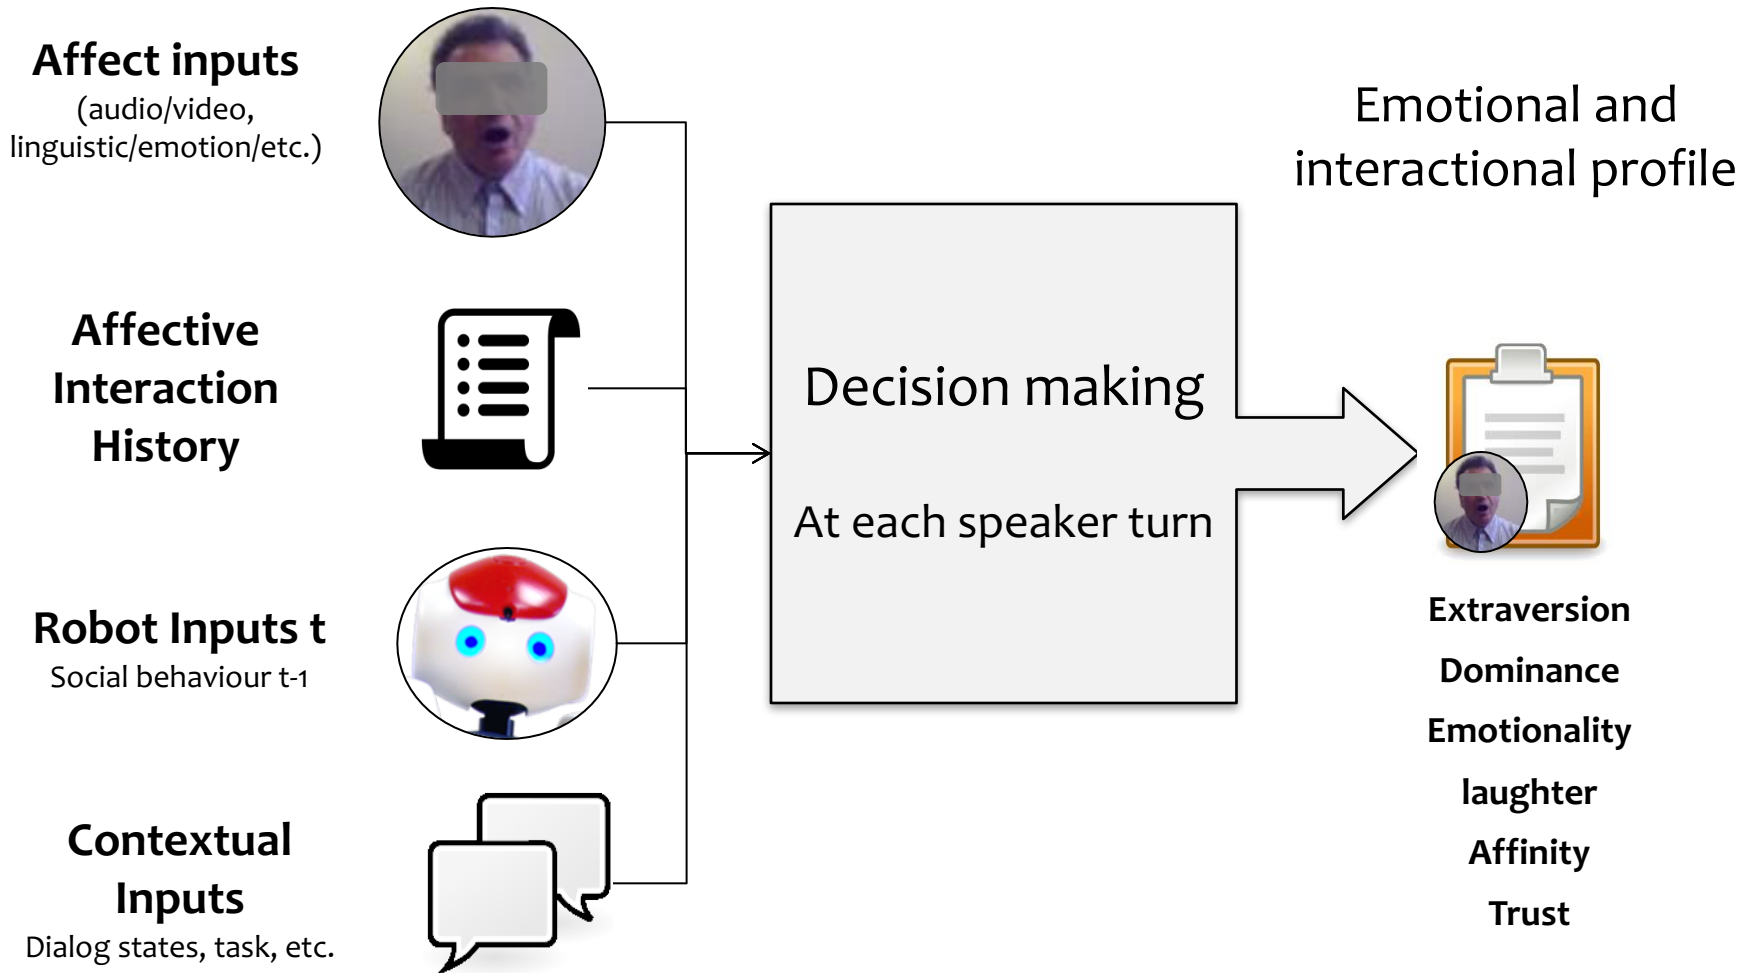 Affect inputs
(audio/video,
linguistic/emotion/etc.)
Affective
Interaction
History
Robot Inputs t
Social behaviour t-1
Contextual
Inputs
Dialog states, task, etc.
Decision making
At each speaker turn
Emotional and
interactional profile
Extraversion
Dominance
Emotionality
laughter
Affinity
Trust